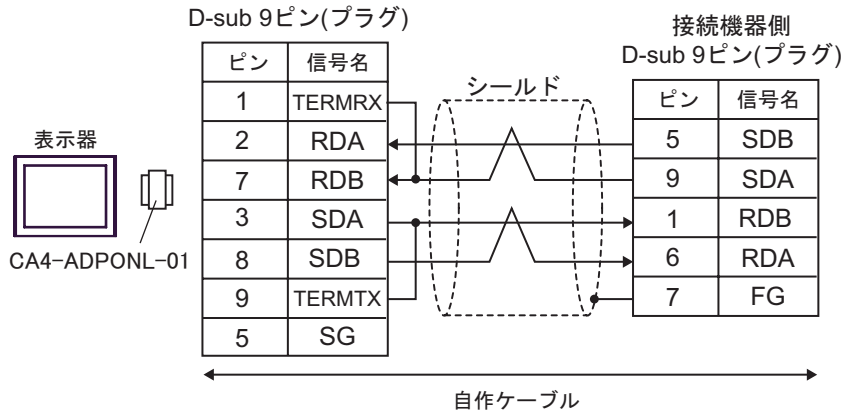 D-sub 9ピン(プラグ)
ピン 信号名
1 TERMRX
2 RDA
7 RDB
3 SDA
8 SDB
9 TERMTX
5 SG
表示器
CA4-ADPONL-01
シールド
接続機器側
D-sub 9ピン(プラグ)
ピン 信号名
5 SDB
9 SDA
1 RDB
6 RDA
7 FG
自作ケーブル